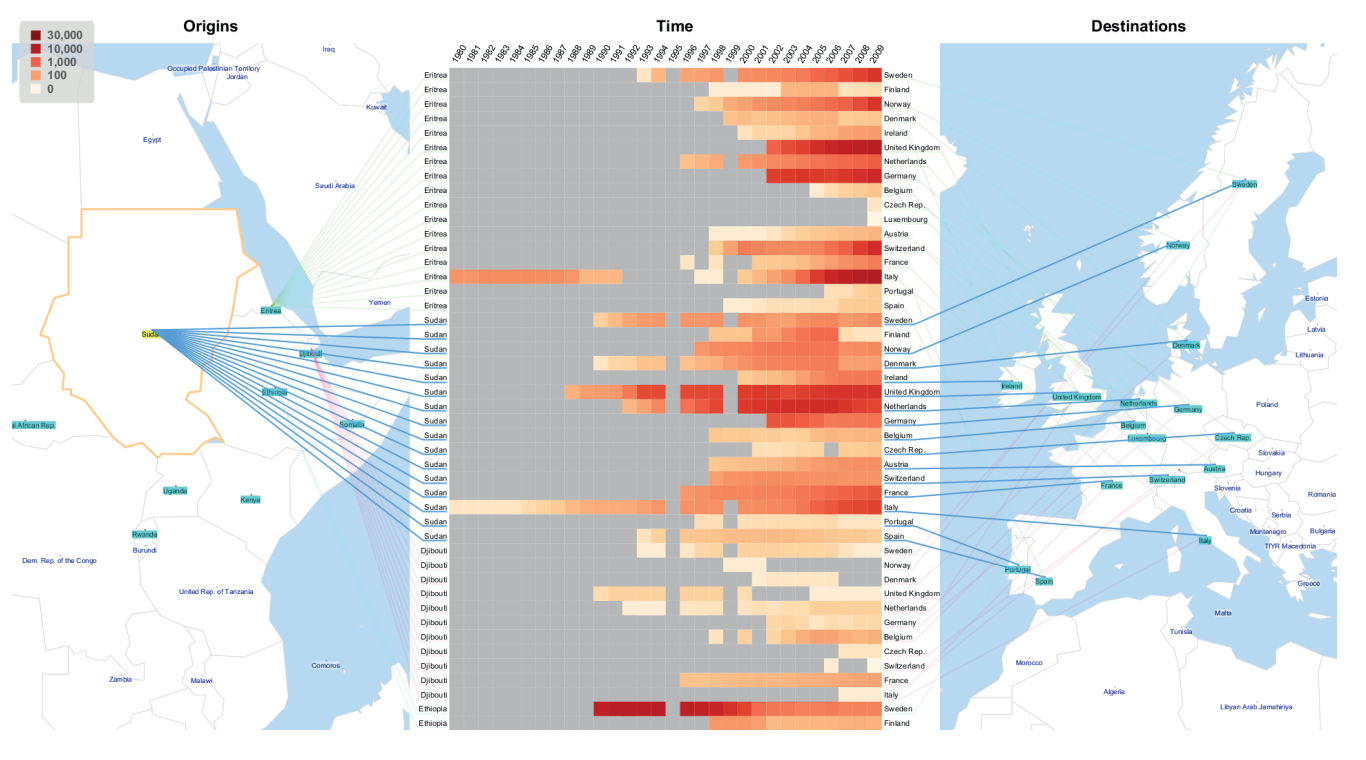 Origins
Time
Destinations
30,000
10,000
1,000
100
0
Iraq
Occupied Palestinian Territory
Jordan
Kuwait
Egypt
Saudi Arabia
Yemen
Eritrea
Djibouti
Ethiopia
Somalia
al African Rep.
Uganda
Kenya
Rwanda
Burundi
Dem. Rep. of the Congo
United Rep. of Tanzania
Comoros
Zambia
Malawi
1980 1981 1982 1983 1984 1985 1986 1987 1988 1989 1990 1991 1992 1993 1994 1995 1996 1997 1998 1999 2000 2001 2002 2003 2004 2005 2006 2007 2008 2009
Eritrea Sweden
Eritrea Finland
Eritrea Norway
Eritrea Denmark
Eritrea Ireland
Eritrea United Kingdom
Eritrea Netherlands
Eritrea Germany
Eritrea Belgium
Eritrea Czech Rep.
Eritrea Luxembourg
Eritrea Austria
Eritrea Switzerland
Eritrea France
Eritrea Italy
Eritrea Portugal
Eritrea Spain
Sudan Sweden
Sudan Finland
Sudan Norway
Sudan Denmark
Sudan Ireland
Sudan United Kingdom
Sudan Netherlands
Sudan Germany
Sudan Belgium
Sudan Czech Rep.
Sudan Austria
Sudan Switzerland
Sudan France
Sudan Italy
Sudan Portugal
Sudan Spain
Djibouti Sweden
Djibouti Norway
Djibouti Denmark
Djibouti United Kingdom
Djibouti Netherlands
Djibouti Germany
Djibouti Belgium
Djibouti Czech Rep.
Djibouti Switzerland
Djibouti France
Djibouti Italy
Ethiopia Sweden
Ethiopia Finland
Sweden
Norway
Estonia
Latvia
Denmark
Lithuania
Ireland
United Kingdom
Netherlands
Germany
Poland
Belgium
Luxembourg
Czech Rep.
Slovakia
Austria
Hungary
France
Switzerland
Slovenia
Romania
Croatia
Serbia
Montenegro
Bulgaria
Italy
TfYR Macedonia
Portugal
Spain
Greece
Malta
Tunisia
Morocco
Algeria
Libyan Arab Jamahiriya